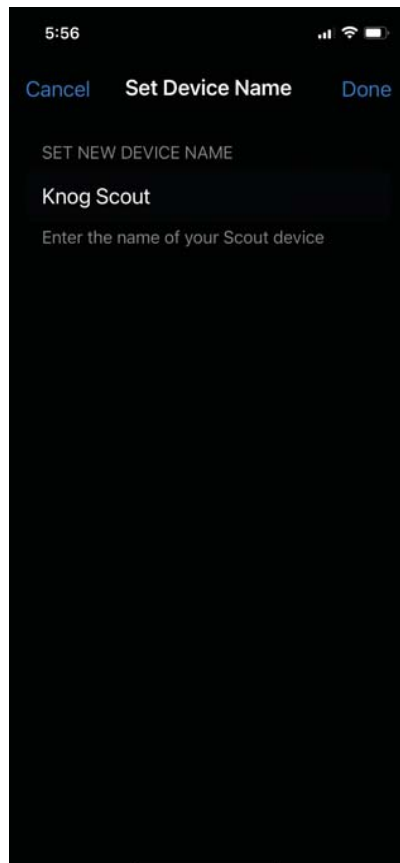 5:56
Cancel Set Device Name Done
SET NEW DEVICE NAME
Knog Scout
Enter the name of your Scout device